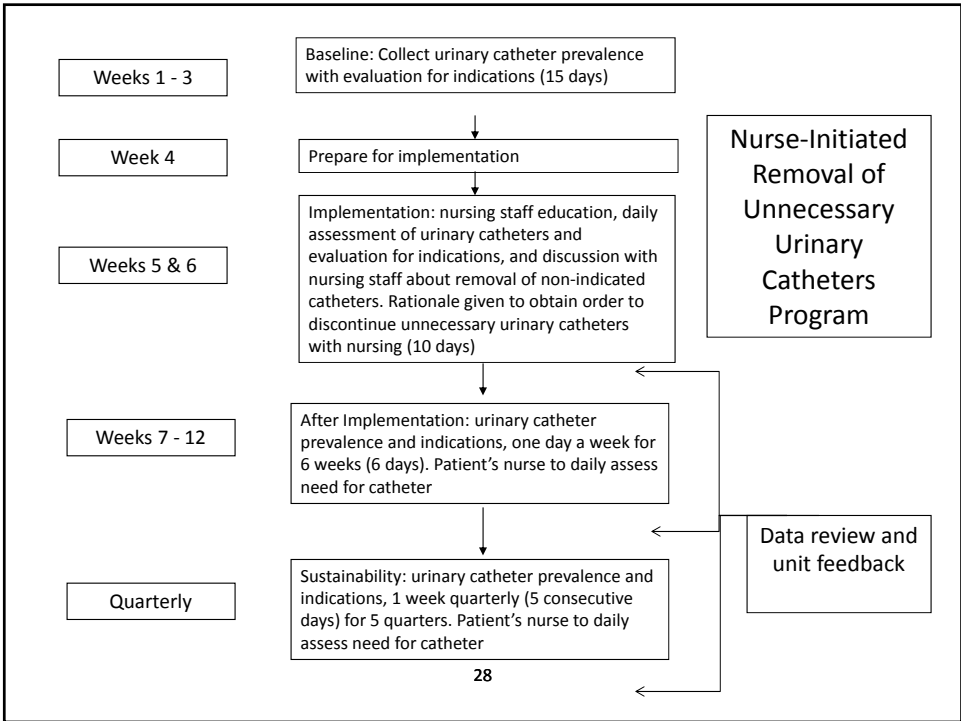 Weeks 1 - 3
Baseline: Collect urinary catheter prevalence
with evaluation for indications (15 days)
Week 4
Prepare for implementation
Nurse-Initiated
Removal of
Unnecessary
Urinary
Catheters
Program
Weeks 5 & 6
Implementation: nursing staff education, daily
assessment of urinary catheters and
evaluation for indications, and discussion with
nursing staff about removal of non-indicated
catheters. Rationale given to obtain order to
discontinue unnecessary urinary catheters
with nursing (10 days)
Weeks 7 - 12
After Implementation: urinary catheter
prevalence and indications, one day a week for
6 weeks (6 days). Patient’s nurse to daily assess
need for catheter
Data review and
unit feedback
Quarterly
Sustainability: urinary catheter prevalence and
indications, 1 week quarterly (5 consecutive
days) for 5 quarters. Patient’s nurse to daily
assess need for catheter
28